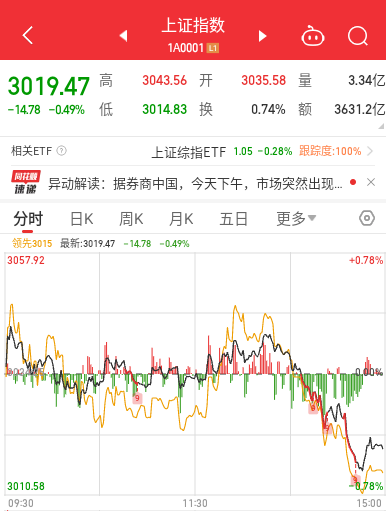 上证指数
1A0001 L1
3019.47 高 3043.56 开 3035.58 量 3.34亿
-14.78 -0.49% 低 3014.83 换 0.74% 额 3631.2亿
相关ETF ? 上证综指ETF 1.05 -0.28% 跟踪度:100%
同花顺速递 异动解读：据券商中国，今天下午，市场突然出现...
分时 日K 周K 月K 五日 更多
领先3015 最新:3019.47 -14.78 -0.49%
3057.92 +0.78%
0.00%
9
9
9
9
3010.58 -0.78%
09:30 11:30 15:00